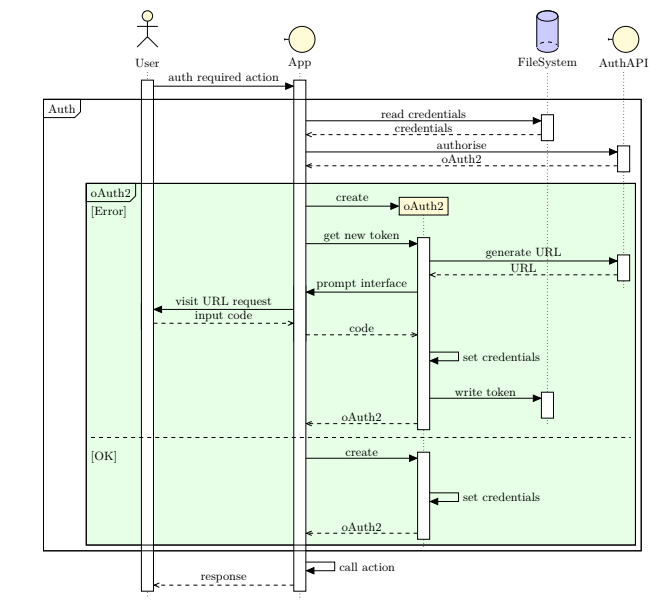 User
App
FileSystem
AuthAPI
auth required action
Auth
read credentials
credentials
authorise
oAuth2
oAuth2
[Error]
create
oAuth2
get new token
generate URL
URL
prompt interface
visit URL request
input code
code
set credentials
write token
oAuth2
[OK]
create
set credentials
oAuth2
call action
response